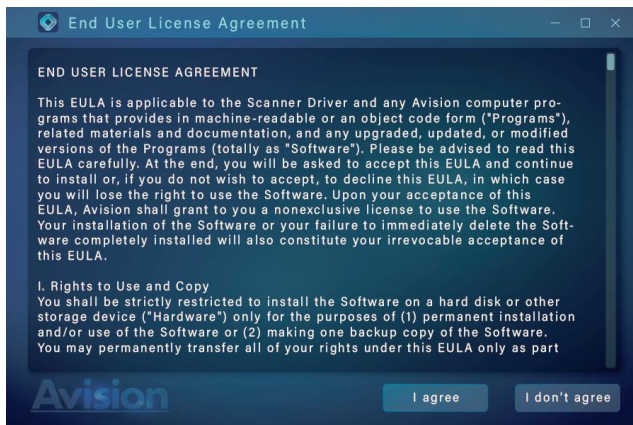 End User License Agreement
END USER LICENSE AGREEMENT
This EULA is applicable to the Scanner Driver and any Avision computer pro-
grams that provides in machine-readable or an object code form ("Programs"),
related materials and documentation, and any upgraded, updated, or modified
versions of the Programs (totally as "Software"). Please be advised to read this
EULA carefully. At the end, you will be asked to accept this EULA and continue
to install or, if you do not wish to accept, to decline this EULA, in which case
you will lose the right to use the Software. Upon your acceptance of this
EULA, Avision shall grant to you a nonexclusive license to use the Software.
Your installation of the Software or your failure to immediately delete the Soft-
ware completely installed will also constitute your irrevocable acceptance of
this EULA.
I. Rights to Use and Copy
You shall be strictly restricted to install the Software on a hard disk or other
storage device ("Hardware") only for the purposes of (1) permanent installation
and/or use of the Software or (2) making one backup copy of the Software.
You may permanently transfer all of your rights under this EULA only as part
Avision
I agree
I don't agree